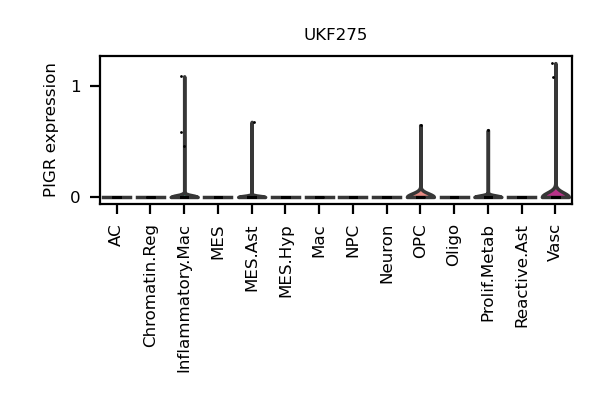 UKF275
PIGR expression
1
0
AC
Chromatin.Reg
Inflammatory.Mac
MES
MES.Ast
MES.Hyp
Mac
NPC
Neuron
OPC
Oligo
Prolif.Metab
Reactive.Ast
Vasc